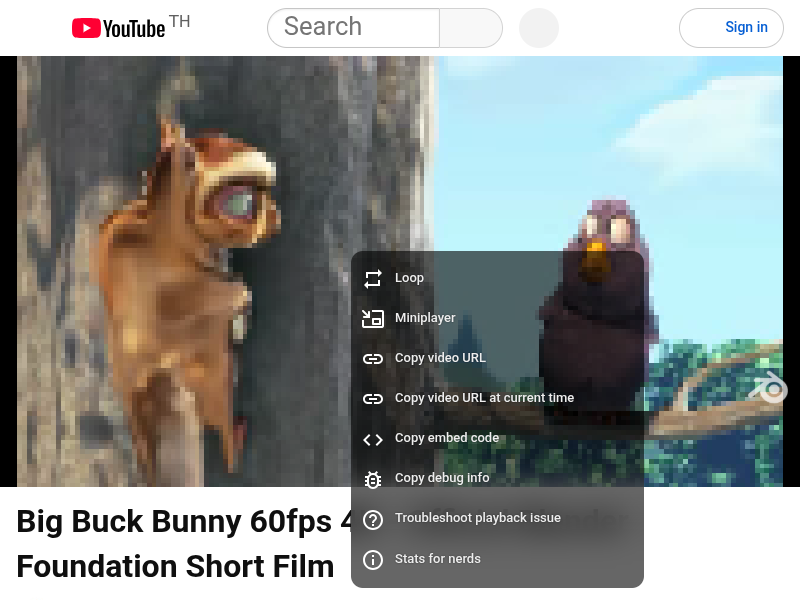 YouTube TH
Search
Sign in
Loop
Miniplayer
Copy video URL
Copy video URL at current time
Copy embed code
Copy debug info
Troubleshoot playback issue
Stats for nerds
Big Buck Bunny 60fps 4
Foundation Short Film